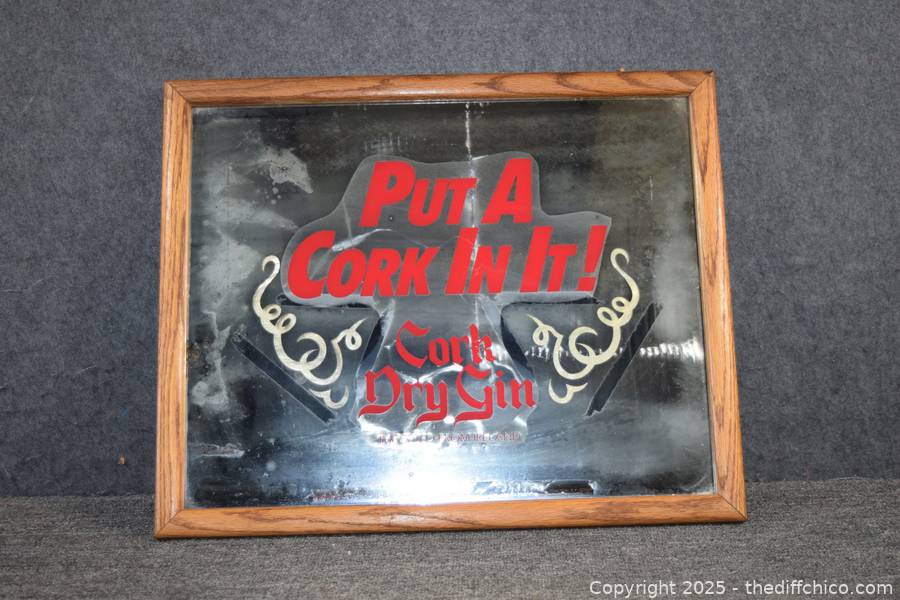 PUT A
CORK IN IT!
Cork
Dry Gin
Copyright 2025 - thediffchico.com